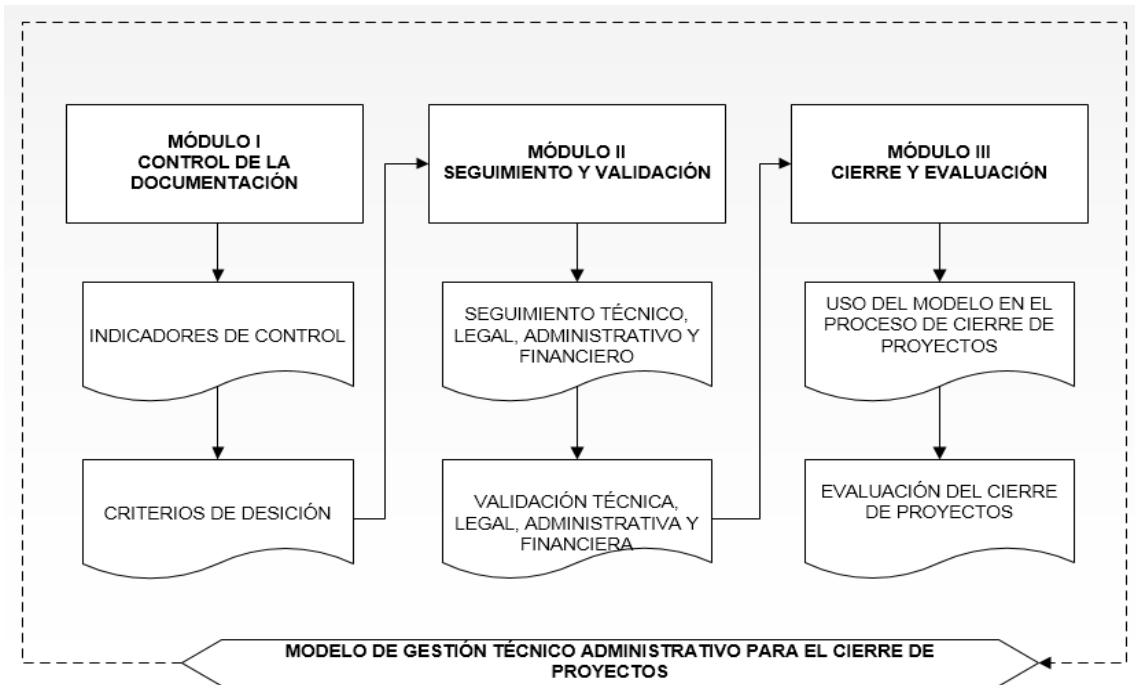 MÓDULO I
CONTROL DE LA
DOCUMENTACIÓN
INDICADORES DE CONTROL
CRITERIOS DE DESICIÓN
MÓDULO II
SEGUIMIENTO Y VALIDACIÓN
SEGUIMIENTO TÉCNICO,
LEGAL, ADMINISTRATIVO Y
FINANCIERO
VALIDACIÓN TÉCNICA,
LEGAL, ADMINISTRATIVA Y
FINANCIERA
MÓDULO III
CIERRE Y EVALUACIÓN
USO DEL MODELO EN EL
PROCESO DE CIERRE DE
PROYECTOS
EVALUACIÓN DEL CIERRE
DE PROYECTOS
MODELO DE GESTIÓN TÉCNICO ADMINISTRATIVO PARA EL CIERRE DE
PROYECTOS